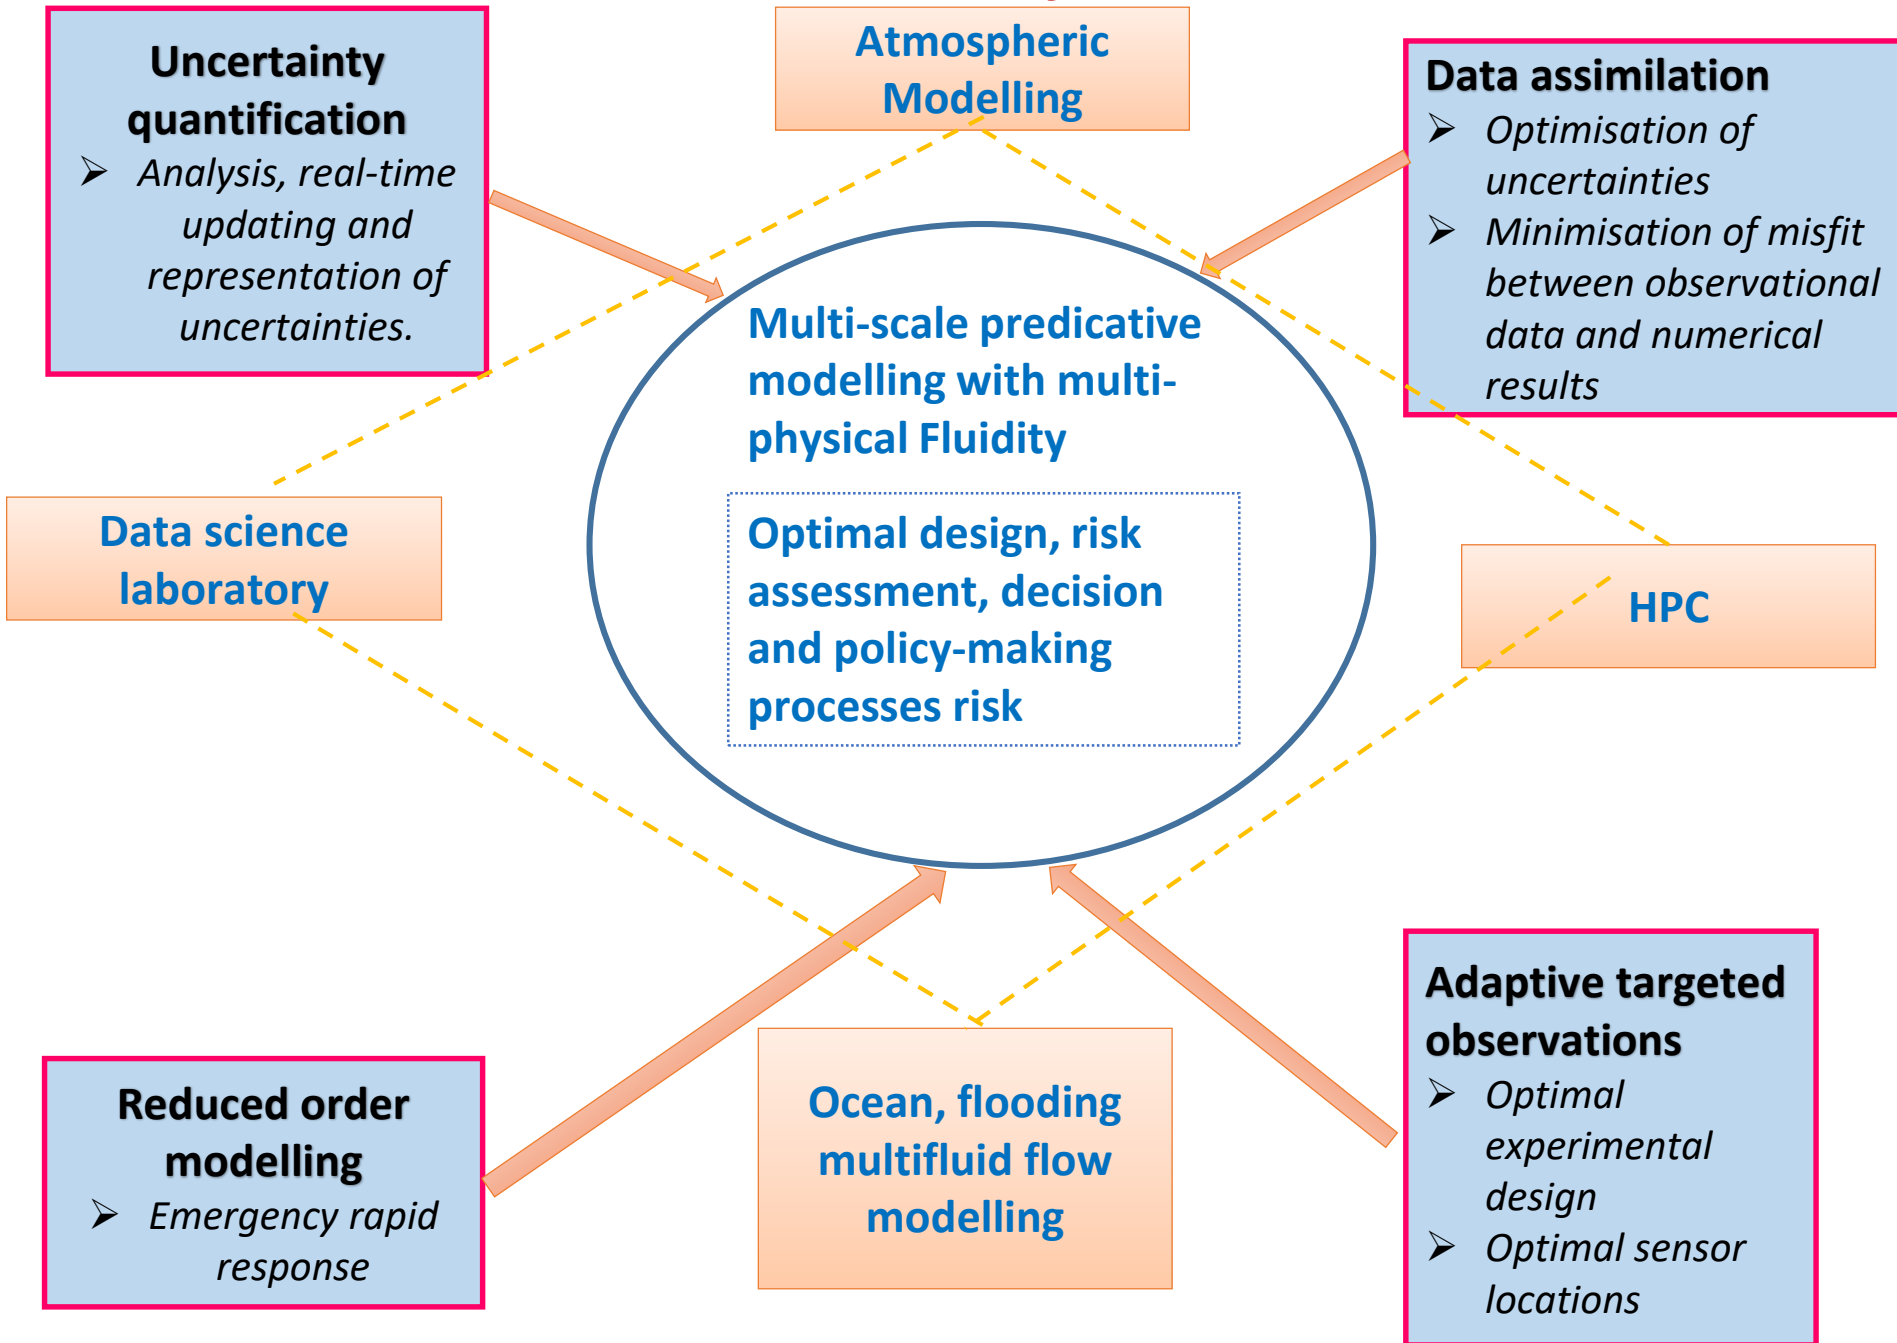 Uncertainty
quantification
➢ Analysis, real-time
updating and
representation of
uncertainties.
Atmospheric
Modelling
Data assimilation
➢ Optimisation of
uncertainties
➢ Minimisation of misfit
between observational
data and numerical
results
Multi-scale predicative
modelling with multi-
physical Fluidity
Optimal design, risk
assessment, decision
and policy-making
processes risk
Data science
laboratory
HPC
Reduced order
modelling
➢ Emergency rapid
response
Ocean, flooding
multifluid flow
modelling
Adaptive targeted
observations
➢ Optimal
experimental
design
➢ Optimal sensor
locations